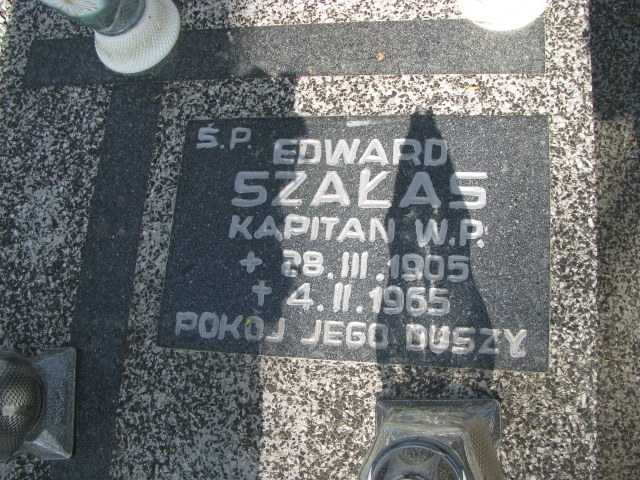 Ś.P. EDWARD
SZAŁAS
KAPITAN W.P.
+ 28.III.1905
† 4.II.1965
POKÓJ JEGO DUSZY